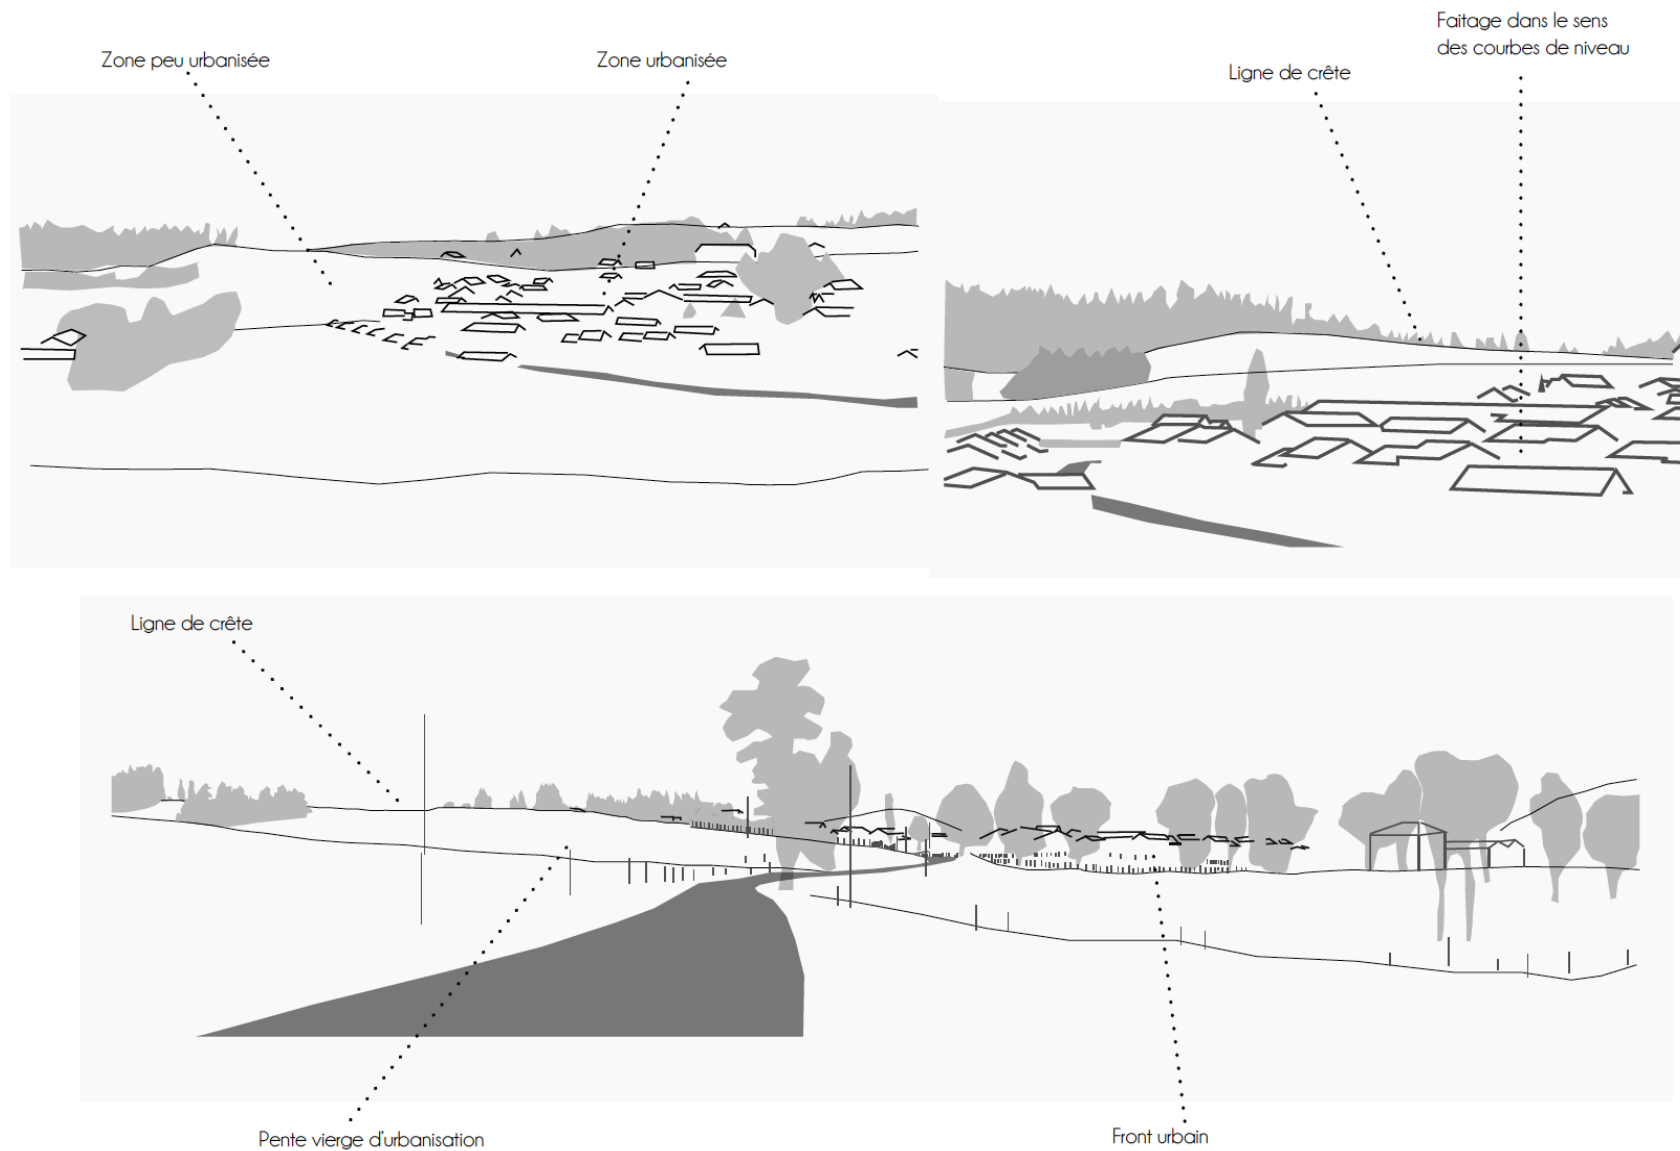 Faitage dans le sens
des courbes de niveau
Zone peu urbanisée
Zone urbanisée
Ligne de crête
Ligne de crête
Pente vierge d'urbanisation
Front urbain